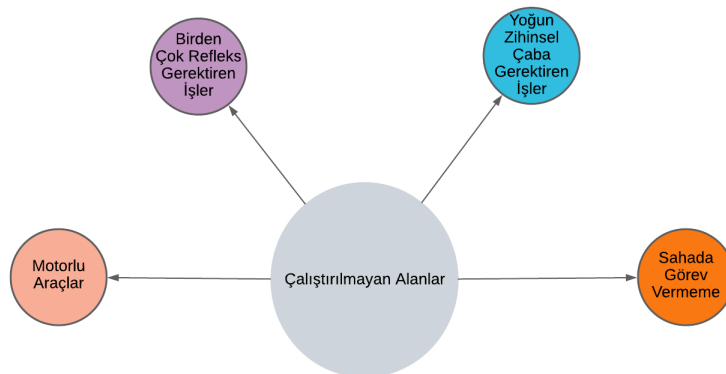 Birden
Çok Refleks
Gerektiren
İşler
Yoğun
Zihinsel
Çaba
Gerektiren
İşler
Motorlu
Araçlar
Çalıştırılmayan Alanlar
Sahada
Görev
Vermeme